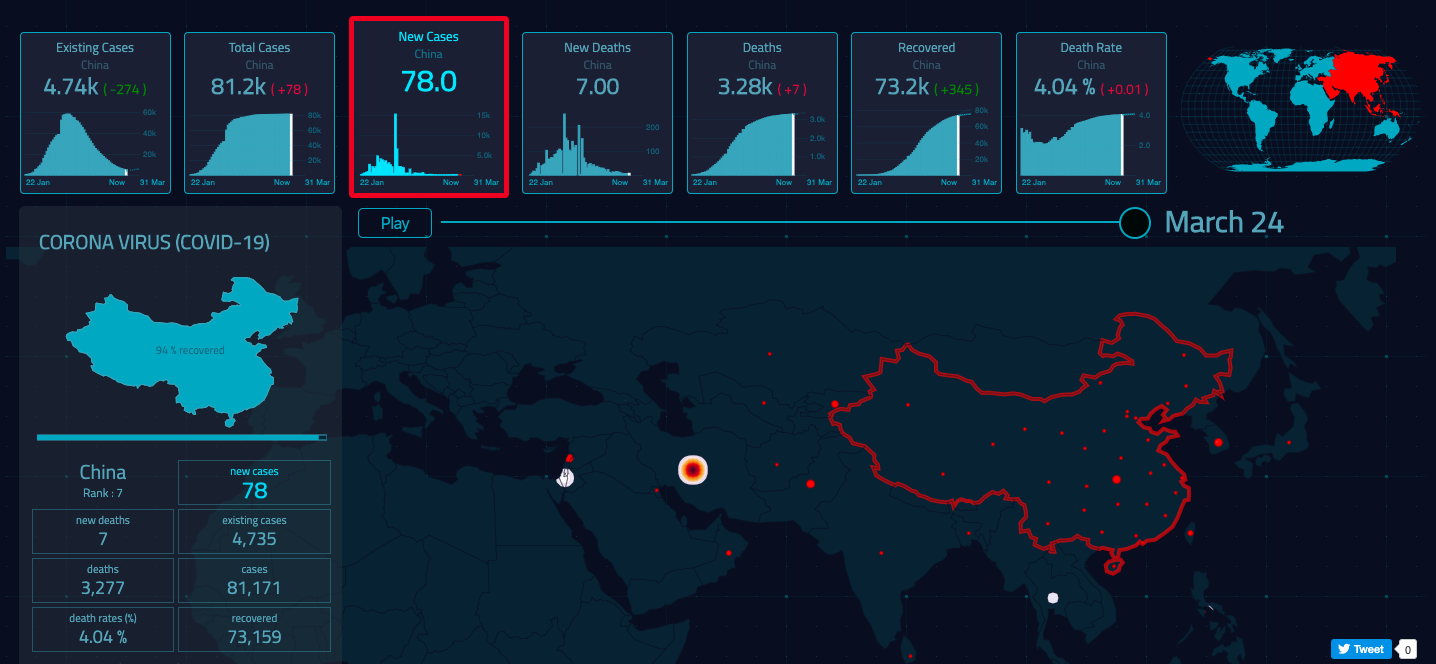 Existing Cases
China
4.74k ( -274 )
60k
40k
20k
22 Jan Now 31 Mar
Total Cases
China
81.2k ( +78 )
80k
60k
40k
20k
22 Jan Now 31 Mar
New Cases
China
78.0
15k
10k
5.0k
22 Jan Now 31 Mar
New Deaths
China
7.00
200
100
22 Jan Now 31 Mar
Deaths
China
3.28k ( +7 )
3.0k
2.0k
1.0k
22 Jan Now 31 Mar
Recovered
China
73.2k ( +345 )
80k
60k
40k
20k
22 Jan Now 31 Mar
Death Rate
China
4.04 % ( +0.01 )
4.0
2.0
22 Jan Now 31 Mar
Play
March 24
CORONA VIRUS (COVID-19)
94 % recovered
China
Rank : 7
new cases
78
new deaths
7
existing cases
4,735
deaths
3,277
cases
81,171
death rates (%)
4.04 %
recovered
73,159
Tweet 0